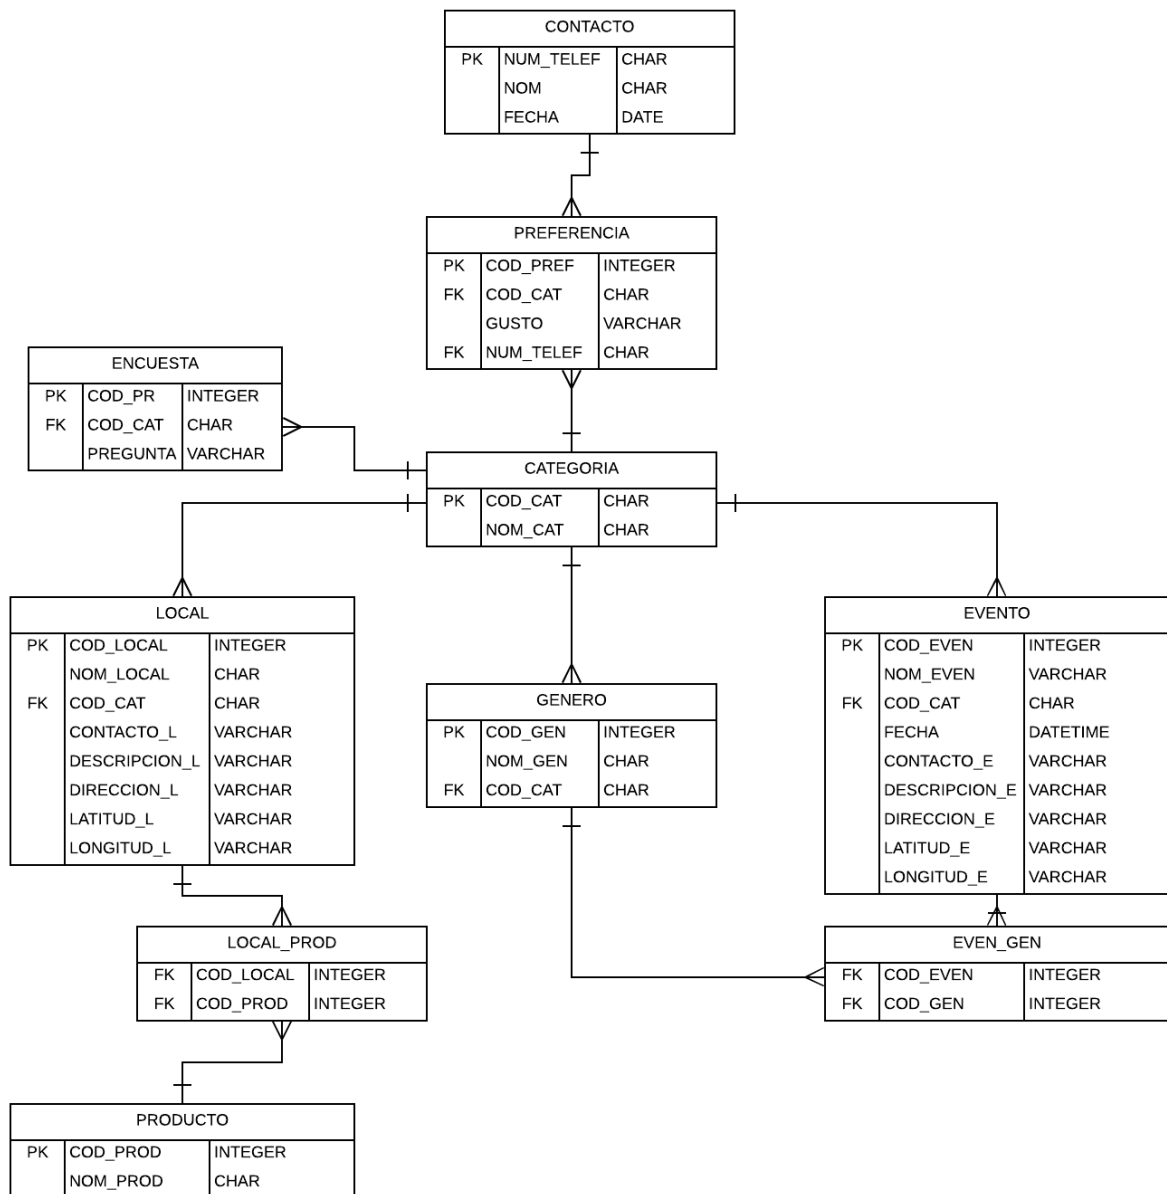 CONTACTO
PK NUM_TELEF CHAR
NOM CHAR
FECHA DATE
PREFERENCIA
PK COD_PREF INTEGER
FK COD_CAT CHAR
GUSTO VARCHAR
FK NUM_TELEF CHAR
ENCUESTA
PK COD_PR INTEGER
FK COD_CAT CHAR
PREGUNTA VARCHAR
CATEGORIA
PK COD_CAT CHAR
NOM_CAT CHAR
LOCAL
PK COD_LOCAL INTEGER
NOM_LOCAL CHAR
FK COD_CAT CHAR
CONTACTO_L VARCHAR
DESCRIPCION_L VARCHAR
DIRECCION_L VARCHAR
LATITUD_L VARCHAR
LONGITUD_L VARCHAR
GENERO
PK COD_GEN INTEGER
NOM_GEN CHAR
FK COD_CAT CHAR
EVENTO
PK COD_EVEN INTEGER
NOM_EVEN VARCHAR
FK COD_CAT CHAR
FECHA DATETIME
CONTACTO_E VARCHAR
DESCRIPCION_E VARCHAR
DIRECCION_E VARCHAR
LATITUD_E VARCHAR
LONGITUD_E VARCHAR
LOCAL_PROD
FK COD_LOCAL INTEGER
FK COD_PROD INTEGER
EVEN_GEN
FK COD_EVEN INTEGER
FK COD_GEN INTEGER
PRODUCTO
PK COD_PROD INTEGER
NOM_PROD CHAR